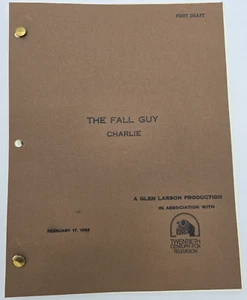 FIRST DRAFT
THE FALL GUY
CHARLIE
A GLEN LARSON PRODUCTION
IN ASSOCIATION WITH
FEBRUARY 17,
TWENTIETH
CENTURY-FOX
TELEVISION